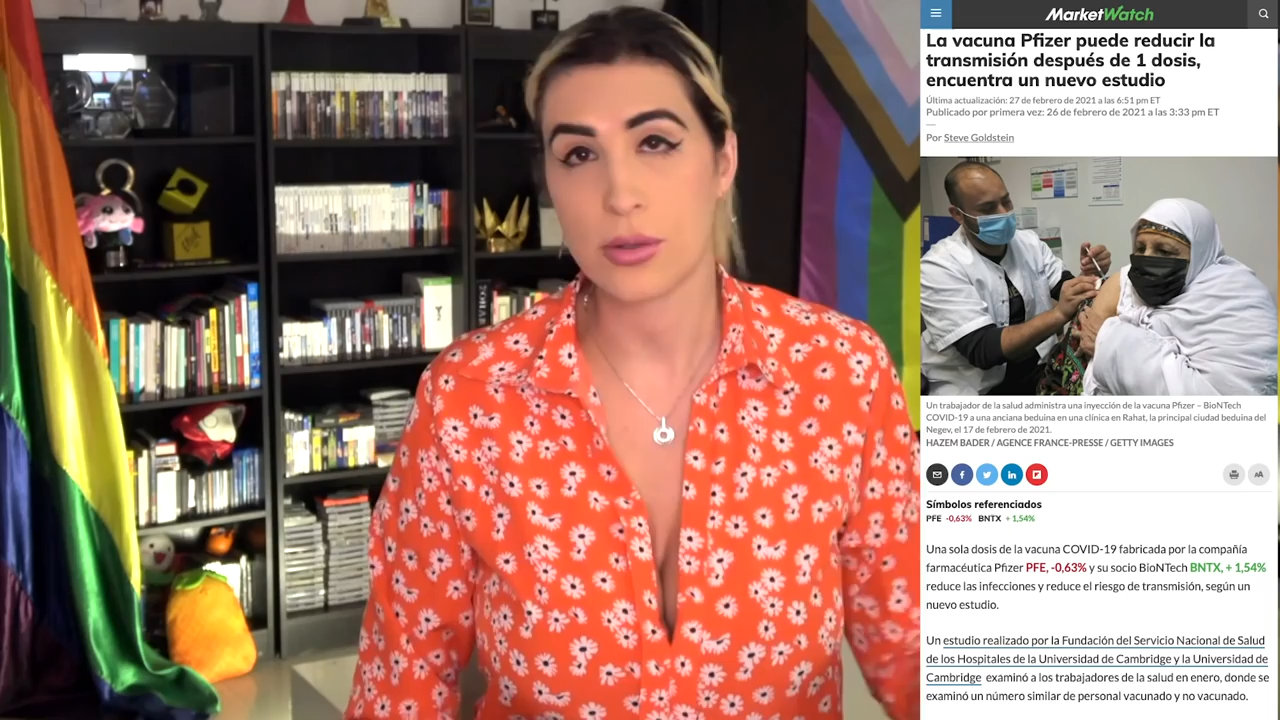 MarketWatch
La vacuna Pfizer puede reducir la
transmisión después de 1 dosis,
encuentra un nuevo estudio
Última actualización: 27 de febrero de 2021 a las 6:51 pm ET
Publicado por primera vez: 26 de febrero de 2021 a las 3:33 pm ET
Por Steve Goldstein
Un trabajador de la salud administra una inyección de la vacuna Pfizer – BioNTech
COVID-19 a una anciana beduina en una clínica en Rahat, la principal ciudad beduina del
Negev, el 17 de febrero de 2021.
HAZEM BADER / AGENCE FRANCE-PRESSE / GETTY IMAGES
AA
Símbolos referenciados
PFE -0,63% BNTX + 1,54%
Una sola dosis de la vacuna COVID-19 fabricada por la compañía
farmacéutica Pfizer PFE, -0,63% y su socio BioNTech BNTX, + 1,54%
reduce las infecciones y reduce el riesgo de transmisión, según un
nuevo estudio.
Un estudio realizado por la Fundación del Servicio Nacional de Salud
de los Hospitales de la Universidad de Cambridge y la Universidad de
Cambridge examinó a los trabajadores de la salud en enero, donde se
examinó un número similar de personal vacunado y no vacunado.